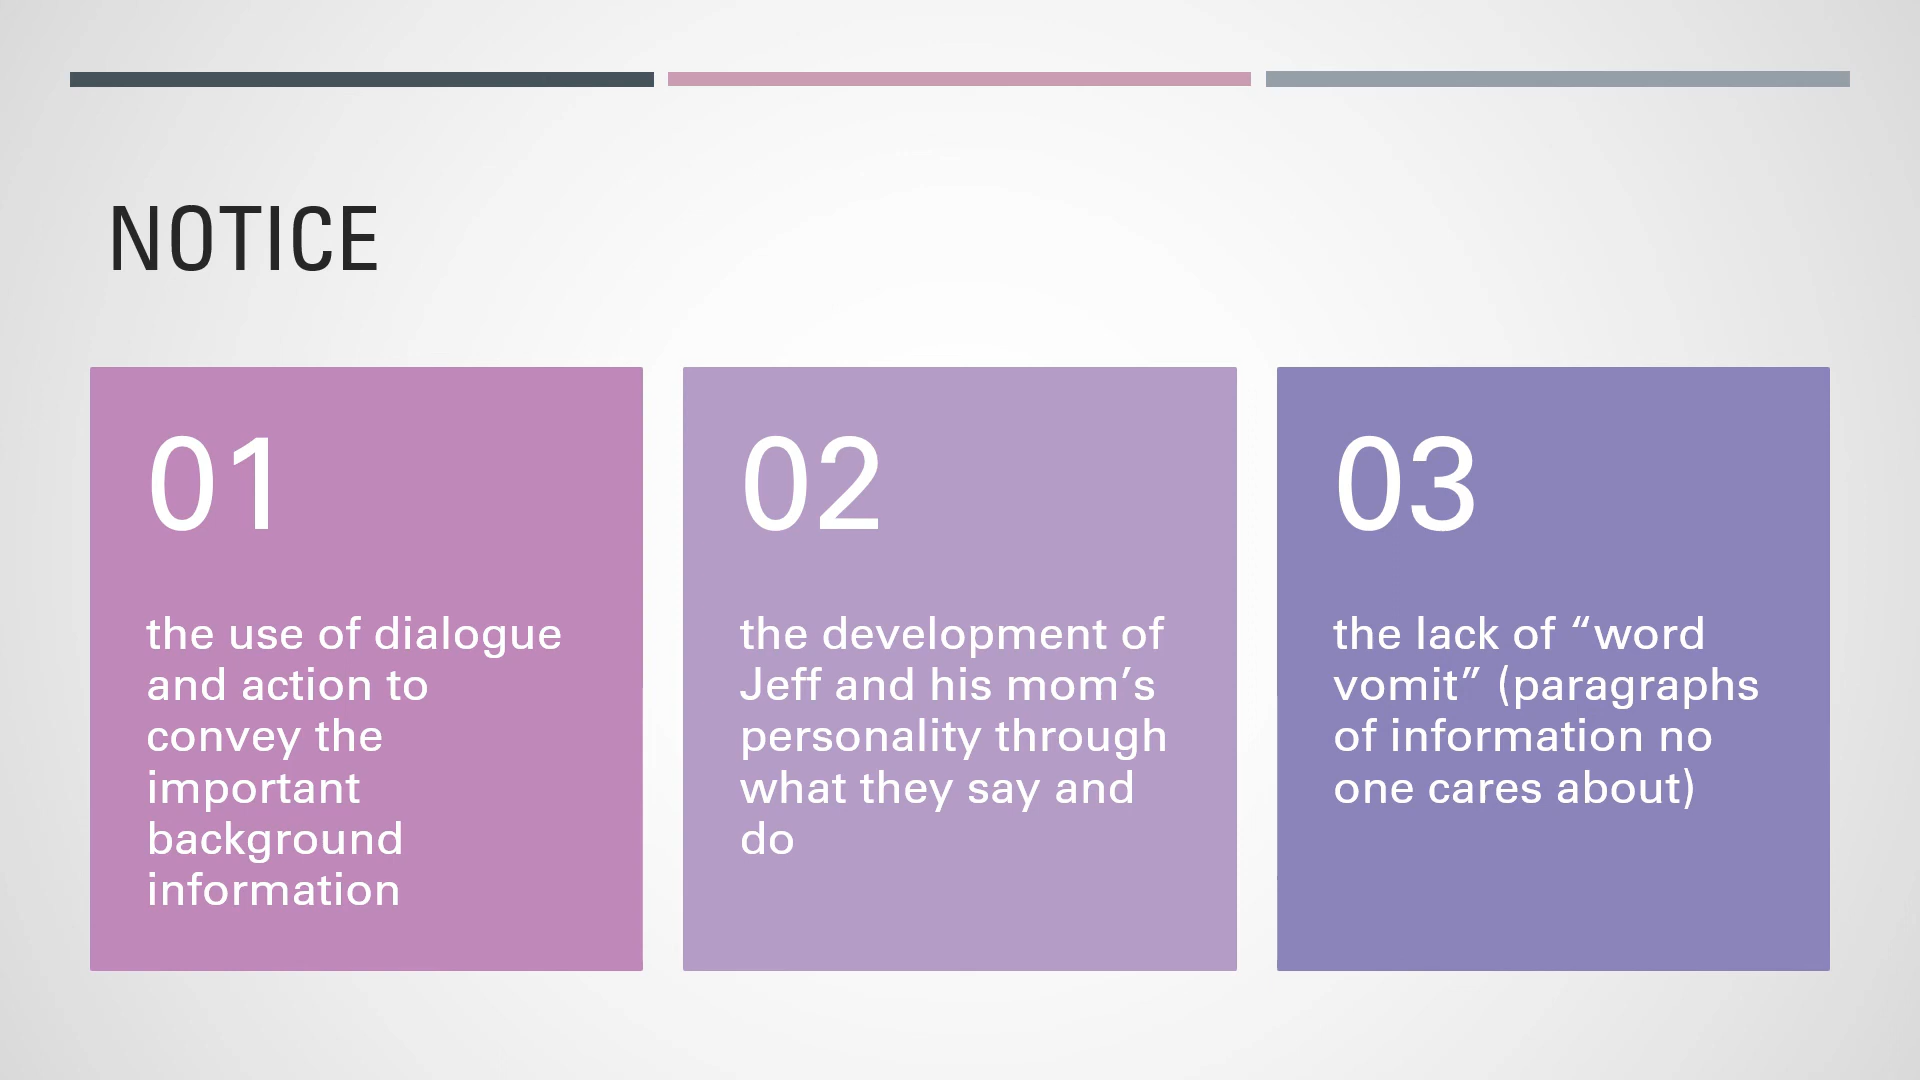 NOTICE
01
the use of dialogue
and action to
convey the
important
background
information
02
the development of
Jeff and his mom’s
personality through
what they say and
do
03
the lack of “word
vomit” (paragraphs
of information no
one cares about)